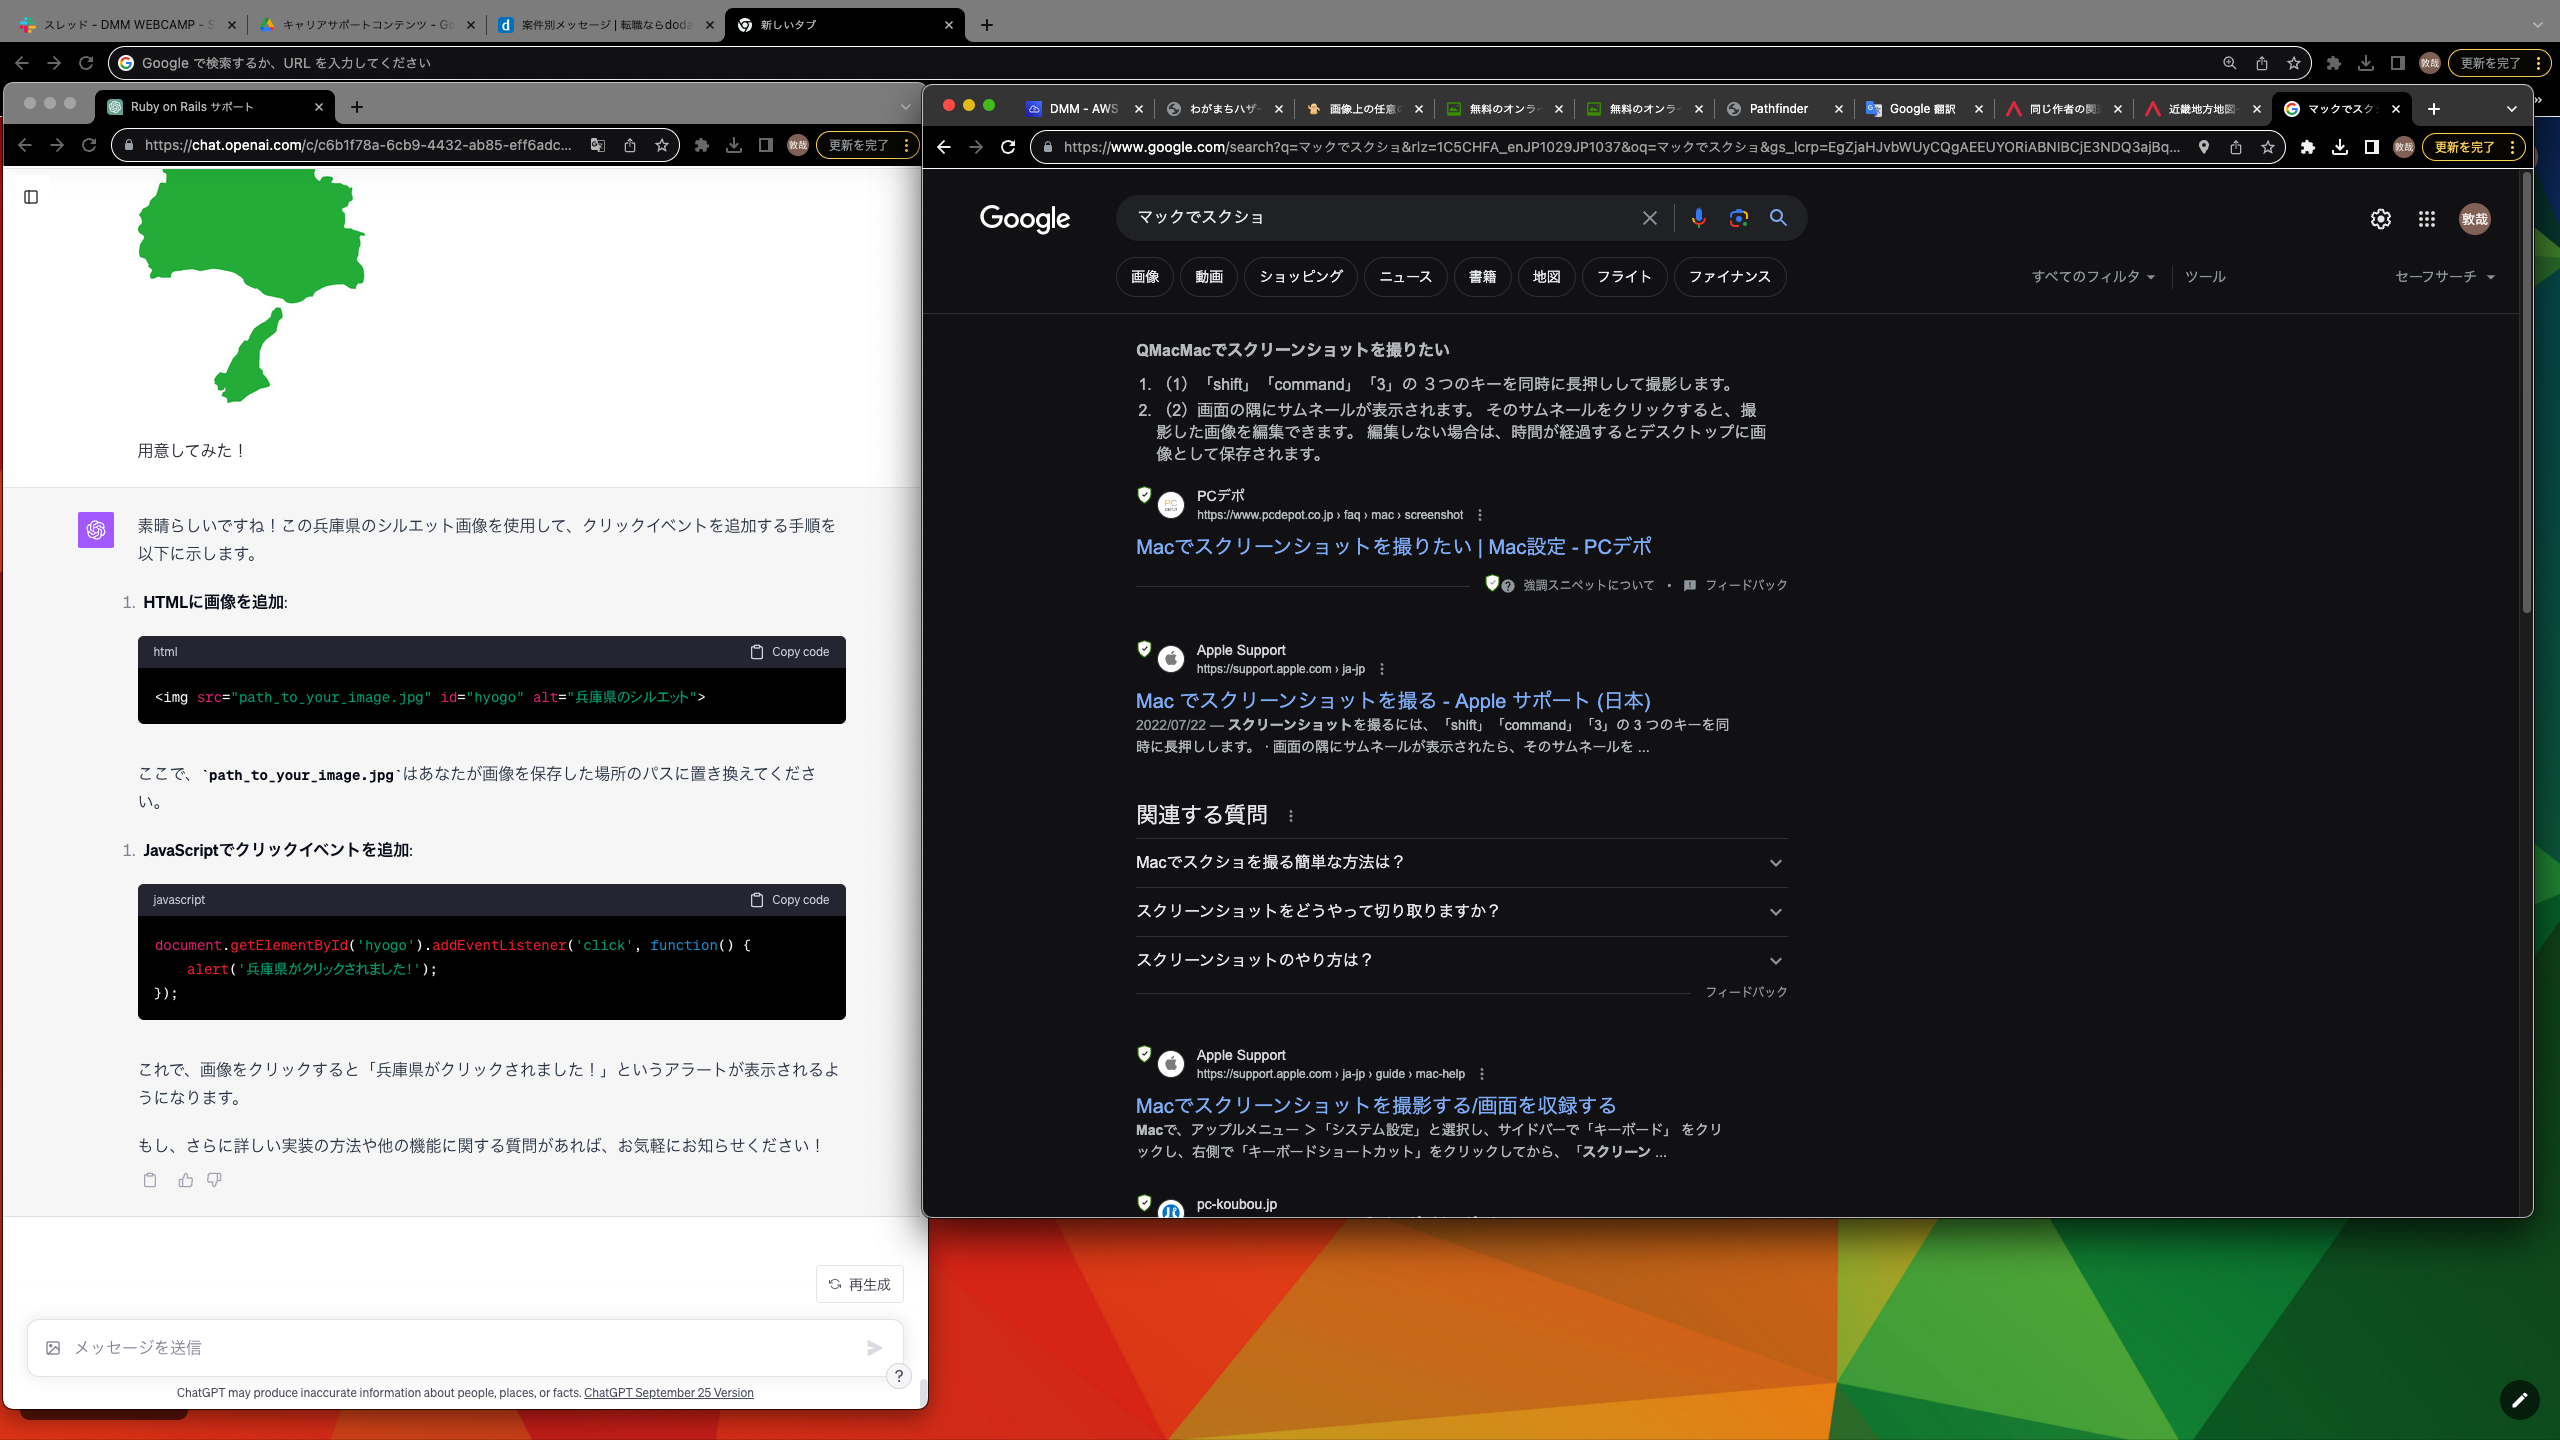 スレッド - DMM WEBCAMP - S
キャリアサポートコンテンツ - Go
案件別メッセージ | 転職ならdoda
新しいタブ
Google で検索するか、URL を入力してください
敦哉
更新を完了
Ruby on Rails サポート
https://chat.openai.com/c/c6b1f78a-6cb9-4432-ab85-eff6adc...
敦哉
更新を完了
用意してみた！
素晴らしいですね！この兵庫県のシルエット画像を使用して、クリックイベントを追加する手順を
以下に示します。
1. HTMLに画像を追加:
html
Copy code
<img src="path_to_your_image.jpg" id="hyogo" alt="兵庫県のシルエット">
ここで、`path_to_your_image.jpg`はあなたが画像を保存した場所のパスに置き換えてくださ
い。
1. JavaScriptでクリックイベントを追加:
javascript
Copy code
document.getElementById('hyogo').addEventListener('click', function() {
alert('兵庫県がクリックされました!');
});
これで、画像をクリックすると「兵庫県がクリックされました！」というアラートが表示されるよ
うになります。
もし、さらに詳しい実装の方法や他の機能に関する質問があれば、お気軽にお知らせください！
再生成
メッセージを送信
?
ChatGPT may produce inaccurate information about people, places, or facts. ChatGPT September 25 Version
DMM - AWS
わがまちハザー
画像上の任意の
無料のオンライ
無料のオンライ
Pathfinder
Google 翻訳
同じ作者の関連
近畿地方地図
マックでスクシ
https://www.google.com/search?q=マックでスクショ&rlz=1C5CHFA_enJP1029JP1037&oq=マックでスクショ&gs_lcrp=EgZjaHJvbWUyCQgAEEUYORiABNIBCjE3NDQ3ajBq...
敦哉
更新を完了
Google
マックでスクショ
敦哉
画像
動画
ショッピング
ニュース
書籍
地図
フライト
ファイナンス
すべてのフィルタ
ツール
セーフサーチ
QMacMacでスクリーンショットを撮りたい
1. （1）「shift」「command」「3」の ３つのキーを同時に長押しして撮影します。
2. （2）画面の隅にサムネールが表示されます。 そのサムネールをクリックすると、撮
影した画像を編集できます。 編集しない場合は、時間が経過するとデスクトップに画
像として保存されます。
PCデポ
https://www.pcdepot.co.jp › faq › mac › screenshot
Macでスクリーンショットを撮りたい | Mac設定 - PCデポ
強調スニペットについて • フィードバック
Apple Support
https://support.apple.com › ja-jp
Mac でスクリーンショットを撮る - Apple サポート (日本)
2022/07/22 — スクリーンショットを撮るには、「shift」「command」「3」の 3 つのキーを同
時に長押しします。 · 画面の隅にサムネールが表示されたら、そのサムネールを ...
関連する質問
Macでスクショを撮る簡単な方法は？
スクリーンショットをどうやって切り取りますか？
スクリーンショットのやり方は？
フィードバック
Apple Support
https://support.apple.com › ja-jp › guide › mac-help
Macでスクリーンショットを撮影する/画面を収録する
Macで、アップルメニュー ＞「システム設定」と選択し、サイドバーで「キーボード」 をクリ
ックし、右側で「キーボードショートカット」をクリックしてから、「スクリーン ...
pc-koubou.jp